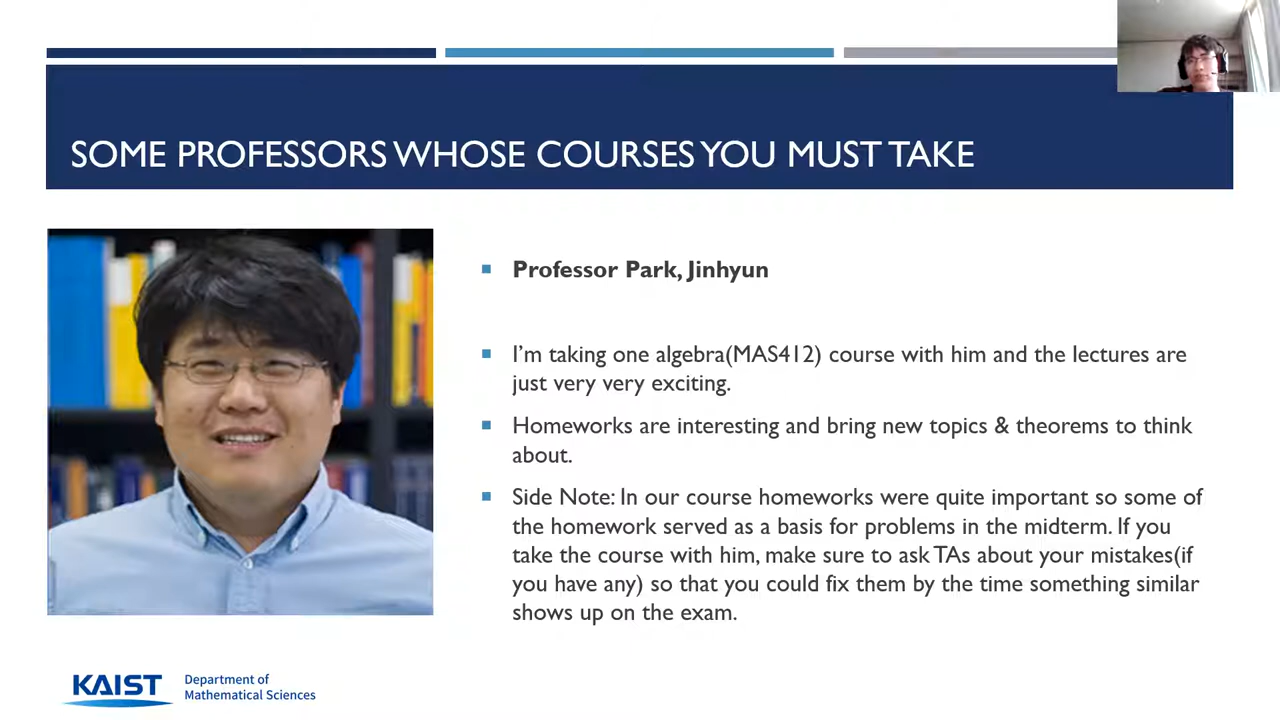 SOME PROFESSORS WHOSE COURSES YOU MUST TAKE
Professor Park, Jinhyun
I'm taking one algebra(MAS412) course with him and the lectures are
just very very exciting.
Homeworks are interesting and bring new topics & theorems to think
about.
Side Note: In our course homeworks were quite important so some of
the homework served as a basis for problems in the midterm. If you
take the course with him, make sure to ask TAs about your mistakes(if
you have any) so that you could fix them by the time something similar
shows up on the exam.
KAIST
Department of
Mathematical Sciences